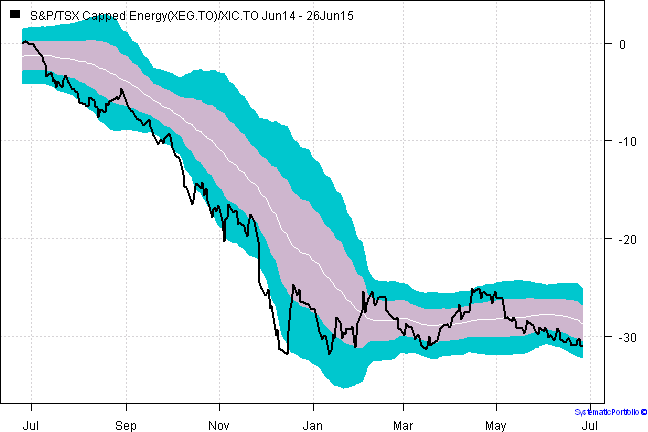 S&P/TSX Capped Energy(XEG.TO)/XIC.TO Jun14 - 26Jun15
0
-10
-20
-30
SystematicPortfolio ©
Jul Sep Nov Jan Mar May Jul